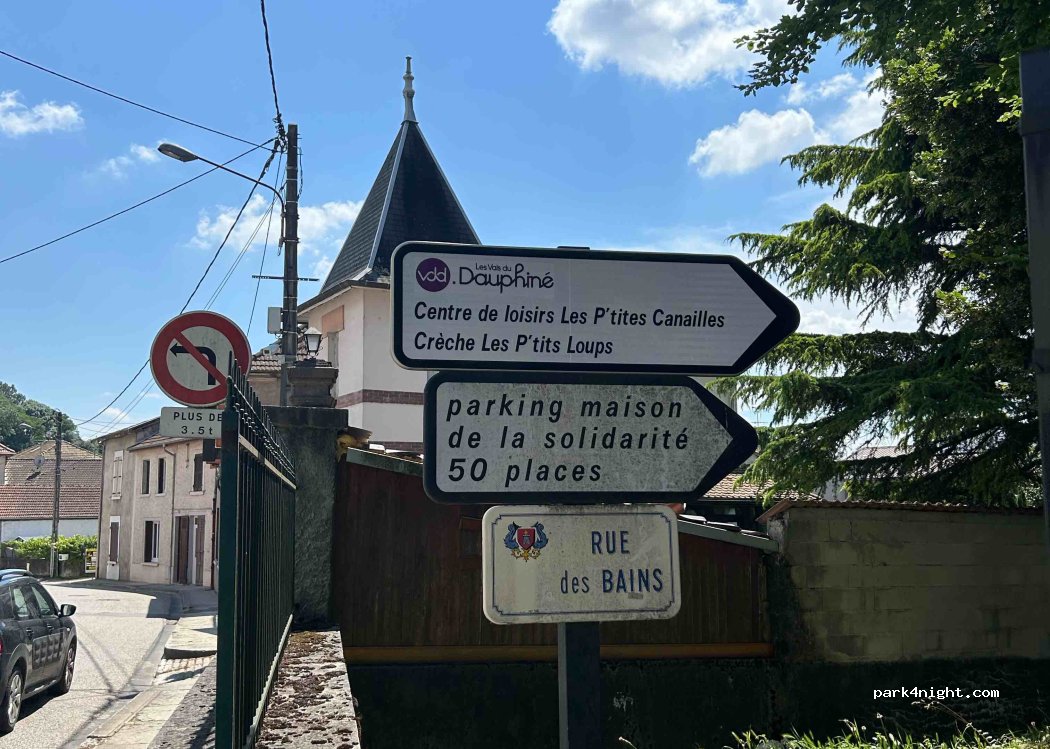 vdd
Les Vals du
Dauphiné
Centre de loisirs Les P'tites Canailles
Crèche Les P'tits Loups
PLUS DE
3.5t
parking maison
de la solidarité
50 places
RUE
des BAINS
park4night.com